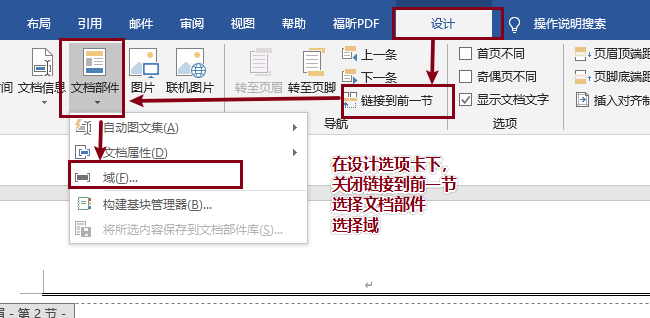 布局 引用 邮件 审阅 视图 帮助 福昕PDF 设计 操作说明搜索
文档信息 文档部件 图片 联机图片 转至页眉 转至页脚
上一条
下一条
链接到前一节
导航
首页不同
奇偶页不同
显示文档文字
选项
页眉顶端距
页脚底端距
插入对齐制
自动图文集(A)
文档属性(D)
域(F)...
构建基块管理器(B)...
将所选内容保存到文档部件库(S)...
在设计选项卡下，
关闭链接到前一节
选择文档部件
选择域
- 第 2 节 -